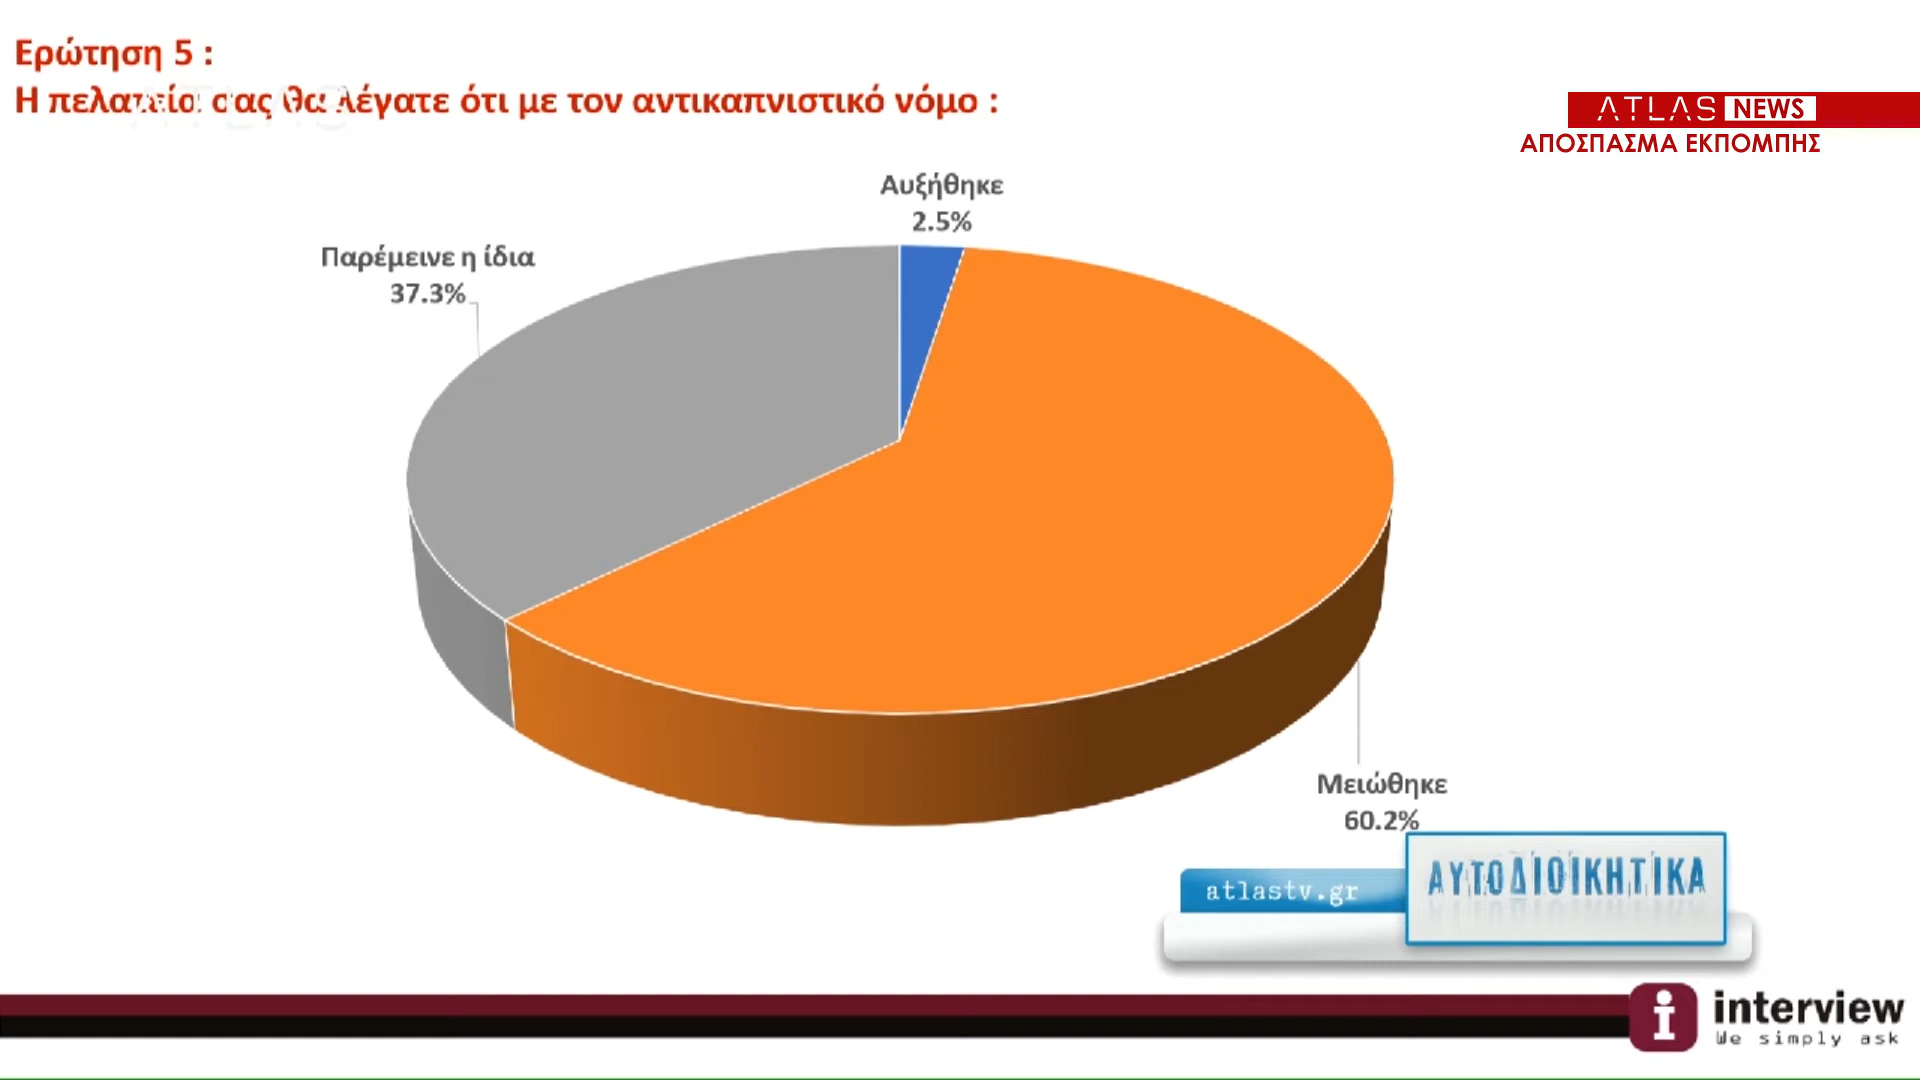 Ερώτηση 5 :
Η πελατεία σας θα λέγατε ότι με τον αντικαπνιστικό νόμο :
ATLAS
ATLAS NEWS
ΑΠΟΣΠΑΣΜΑ ΕΚΠΟΜΠΗΣ
Αυξήθηκε
2.5%
Παρέμεινε η ίδια
37.3%
Μειώθηκε
60.2%
atlastv.gr
ΑΥΤΟΔΙΟΙΚΗΤΙΚΑ
interview
We simply ask